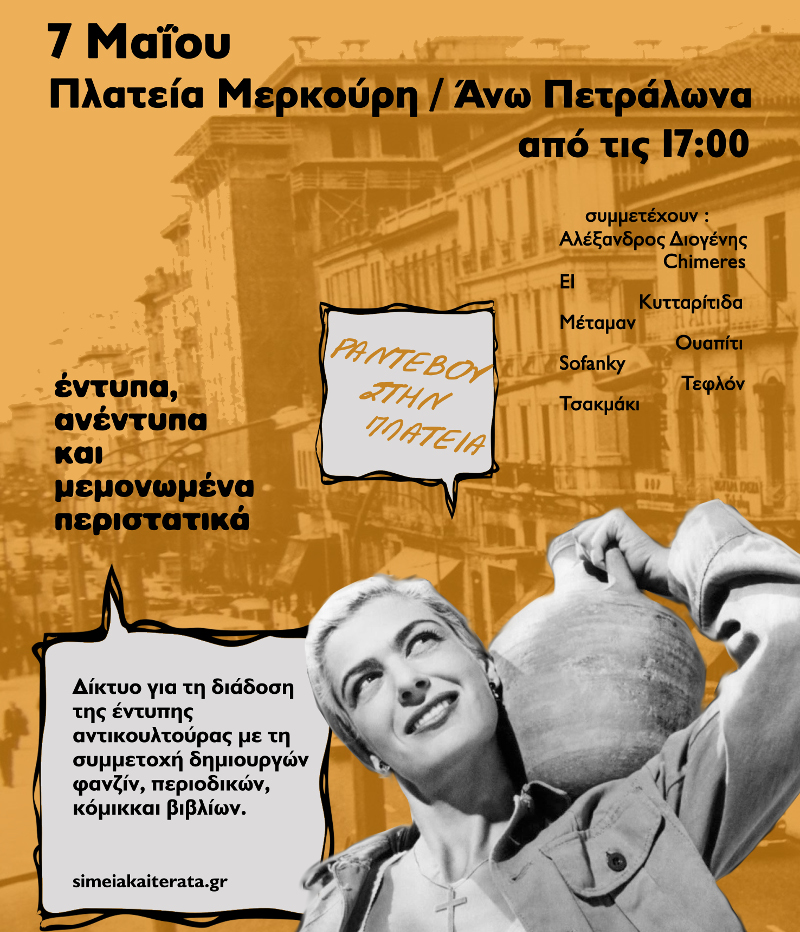 7 Μαΐου
Πλατεία Μερκούρη / Άνω Πετράλωνα
από τις 17:00
συμμετέχουν :
Αλέξανδρος Διογένης
Chimeres
El
Κυτταρίτιδα
Μέταμαν
Ουαπίτι
Sofanky
Τεφλόν
Τσακμάκι
ΡΑΝΤΕΒΟΥ
ΣΤΗΝ
ΠΛΑΤΕΙΑ
έντυπα,
ανέντυπα
και
μεμονωμένα
περιστατικά
Δίκτυο για τη διάδοση
της έντυπης
αντικουλτούρας με τη
συμμετοχή δημιουργών
φανζίν, περιοδικών,
κόμικκαι βιβλίων.
simeiakaiterata.gr